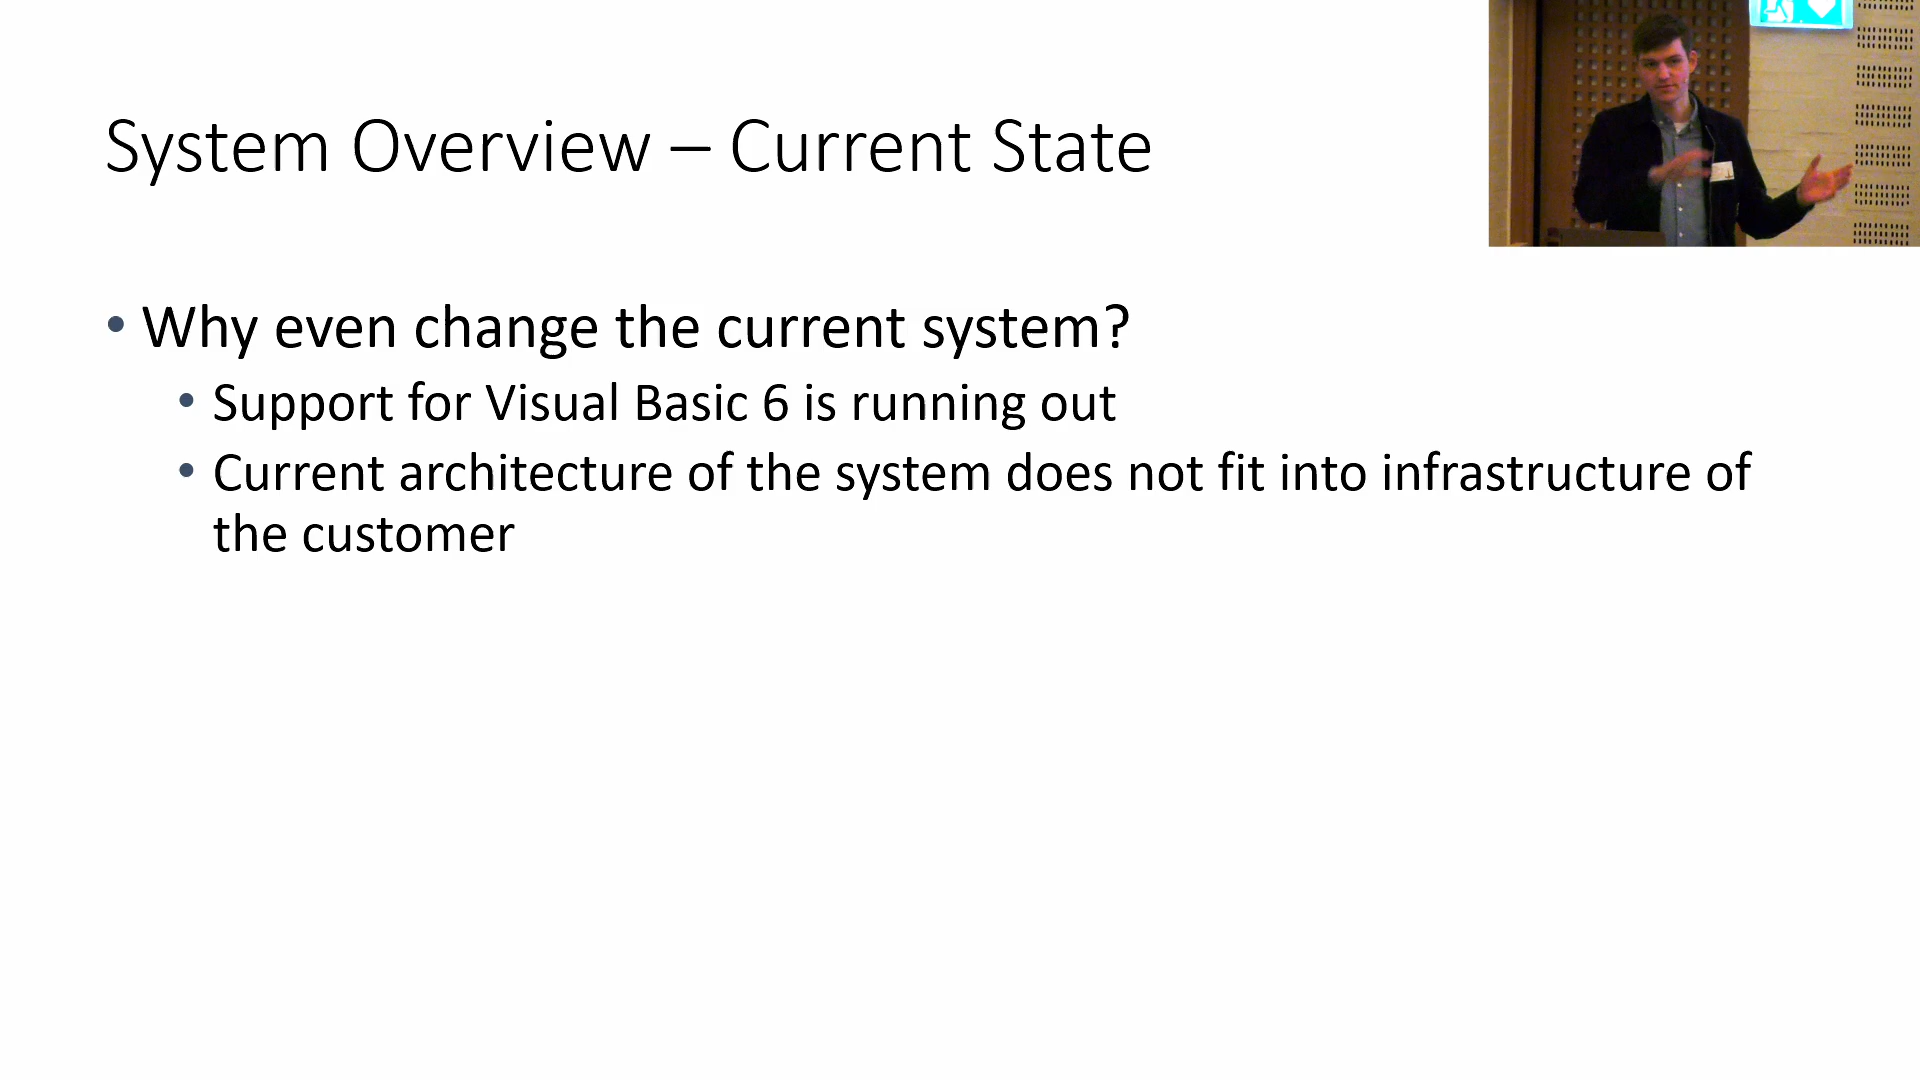 System Overview – Current State
• Why even change the current system?
• Support for Visual Basic 6 is running out
• Current architecture of the system does not fit into infrastructure of
the customer